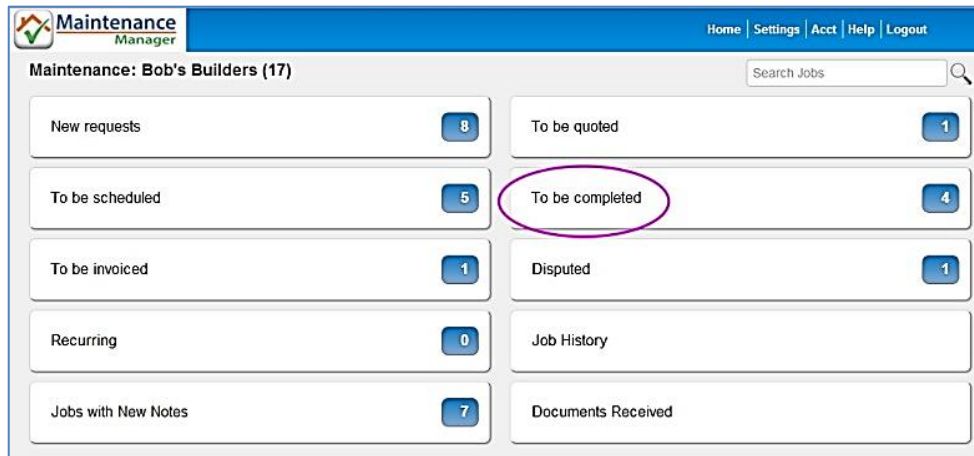 Maintenance
Manager
Home | Settings | Acct | Help | Logout
Maintenance: Bob's Builders (17)
Search Jobs
New requests 8
To be quoted 1
To be scheduled 5
To be completed 4
To be invoiced 1
Disputed 1
Recurring 0
Job History
Jobs with New Notes 7
Documents Received